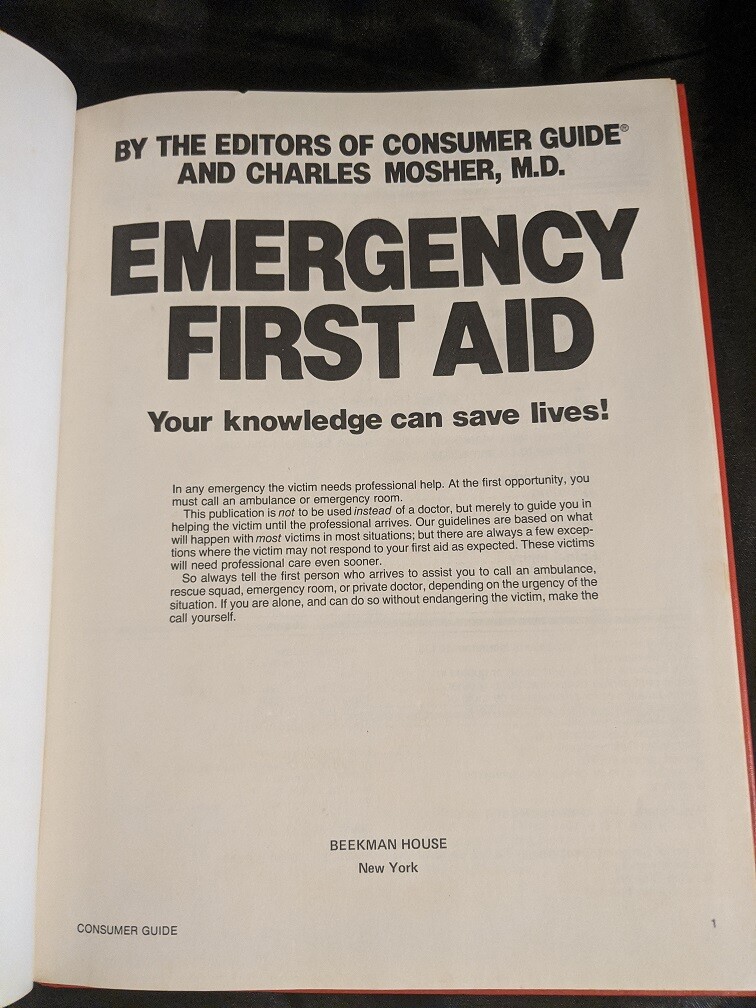 BY THE EDITORS OF CONSUMER GUIDE®
AND CHARLES MOSHER, M.D.
EMERGENCY
FIRST AID
Your knowledge can save lives!
In any emergency the victim needs professional help. At the first opportunity, you
must call an ambulance or emergency room.
This publication is not to be used instead of a doctor, but merely to guide you in
helping the victim until the professional arrives. Our guidelines are based on what
will happen with most victims in most situations; but there are always a few excep-
tions where the victim may not respond to your first aid as expected. These victims
will need professional care even sooner.
So always tell the first person who arrives to assist you to call an ambulance,
rescue squad, emergency room, or private doctor, depending on the urgency of the
situation. If you are alone, and can do so without endangering the victim, make the
call yourself.
BEEKMAN HOUSE
New York
CONSUMER GUIDE
1